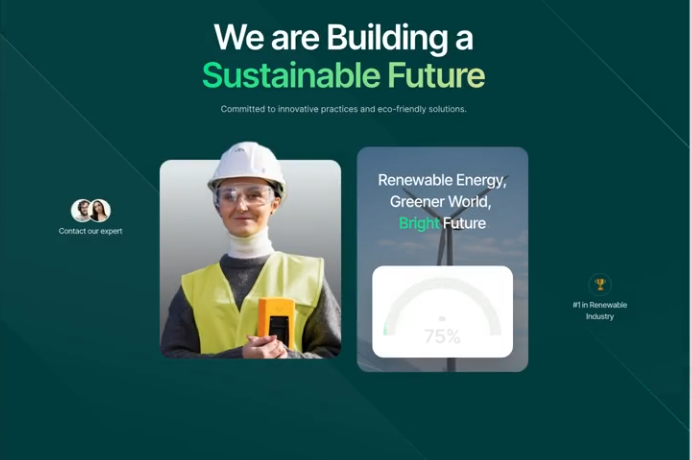 We are Building a
Sustainable Future
Committed to innovative practices and eco-friendly solutions.
Renewable Energy,
Greener World,
Bright Future
Contact our expert
75%
#1 in Renewable
Industry